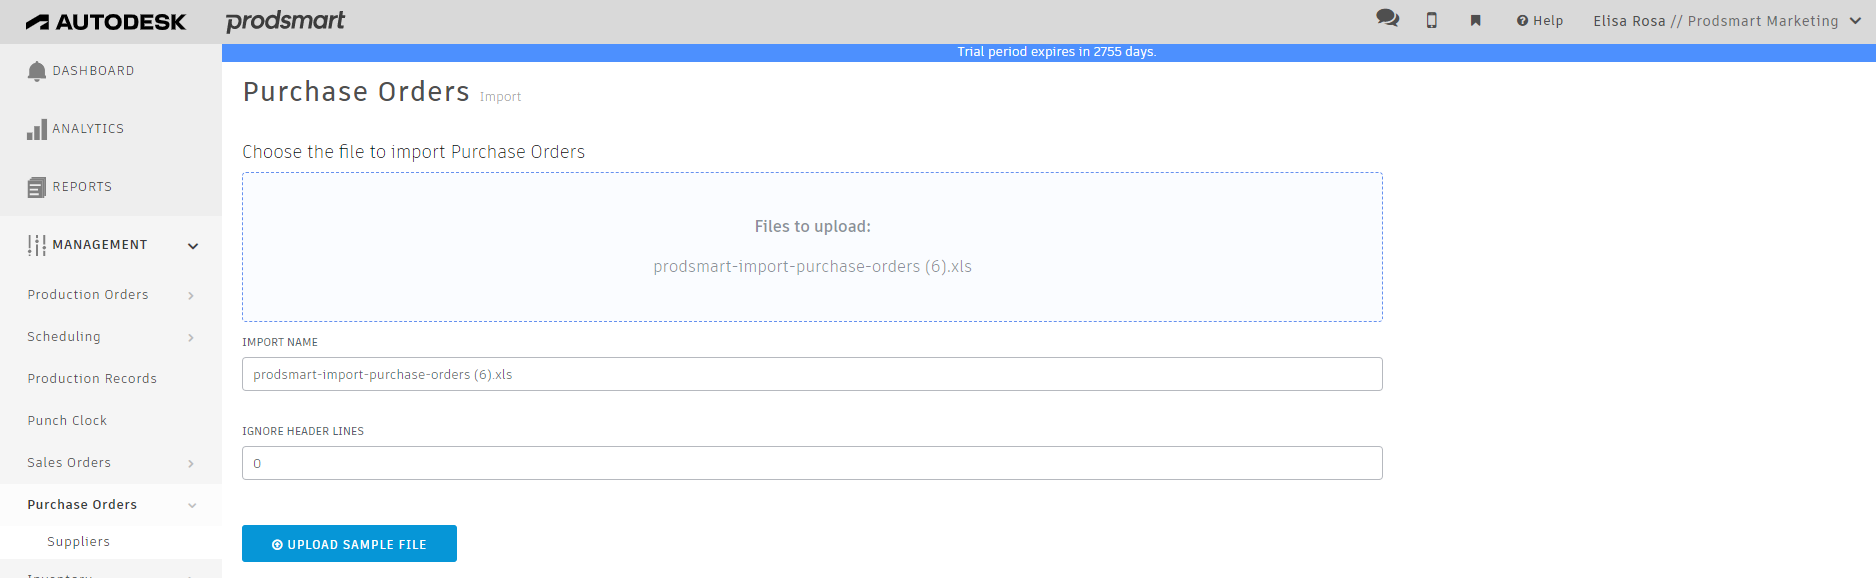 AUTODESK prodsmart
Help Elisa Rosa // Prodsmart Marketing
Trial period expires in 2755 days.
DASHBOARD
ANALYTICS
REPORTS
MANAGEMENT
Production Orders
Scheduling
Production Records
Punch Clock
Sales Orders
Purchase Orders
Suppliers
Inventory
Purchase Orders Import
Choose the file to import Purchase Orders
Files to upload:
prodsmart-import-purchase-orders (6).xls
IMPORT NAME
prodsmart-import-purchase-orders (6).xls
IGNORE HEADER LINES
0
UPLOAD SAMPLE FILE